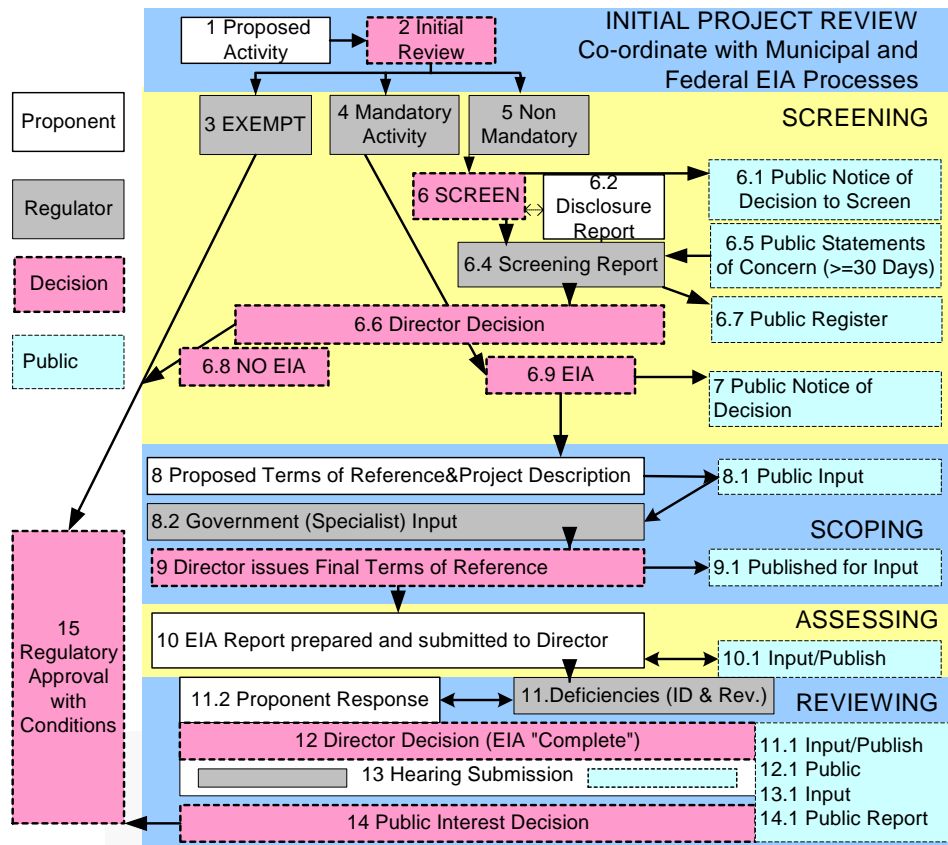 INITIAL PROJECT REVIEW
Co-ordinate with Municipal and
Federal EIA Processes
1 Proposed
Activity
2 Initial
Review
Proponent
Regulator
Decision
Public
3 EXEMPT
4 Mandatory
Activity
5 Non
Mandatory
SCREENING
6 SCREEN
6.2
Disclosure
Report
6.1 Public Notice of
Decision to Screen
6.4 Screening Report
6.5 Public Statements
of Concern (>=30 Days)
6.6 Director Decision
6.7 Public Register
6.8 NO EIA
6.9 EIA
7 Public Notice of
Decision
8 Proposed Terms of Reference&Project Description
8.1 Public Input
8.2 Government (Specialist) Input
SCOPING
9 Director issues Final Terms of Reference
9.1 Published for Input
ASSESSING
10 EIA Report prepared and submitted to Director
10.1 Input/Publish
REVIEWING
11.2 Proponent Response
11.Deficiencies (ID & Rev.)
12 Director Decision (EIA "Complete")
13 Hearing Submission
14 Public Interest Decision
11.1 Input/Publish
12.1 Public
13.1 Input
14.1 Public Report
15
Regulatory
Approval
with
Conditions